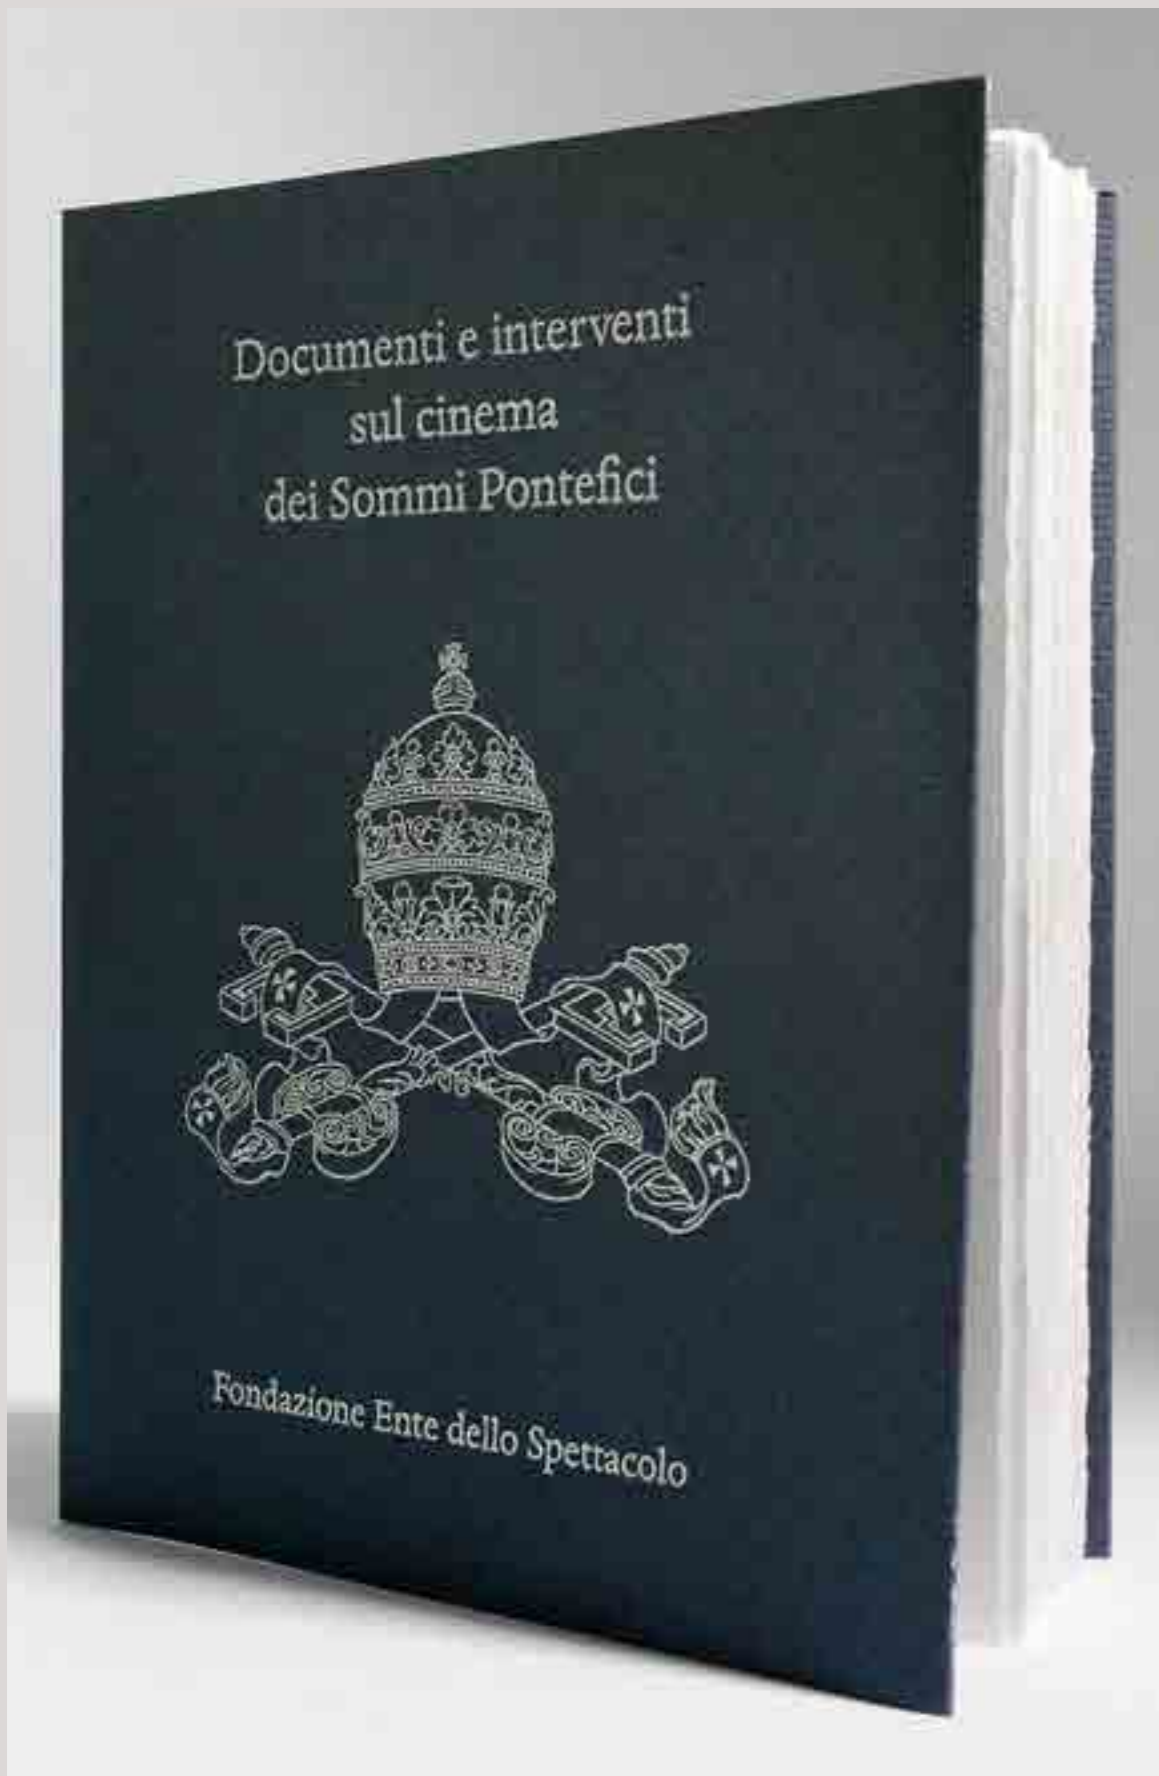 Documenti e interventi
sul cinema
dei Sommi Pontefici
Fondazione Ente dello Spettacolo